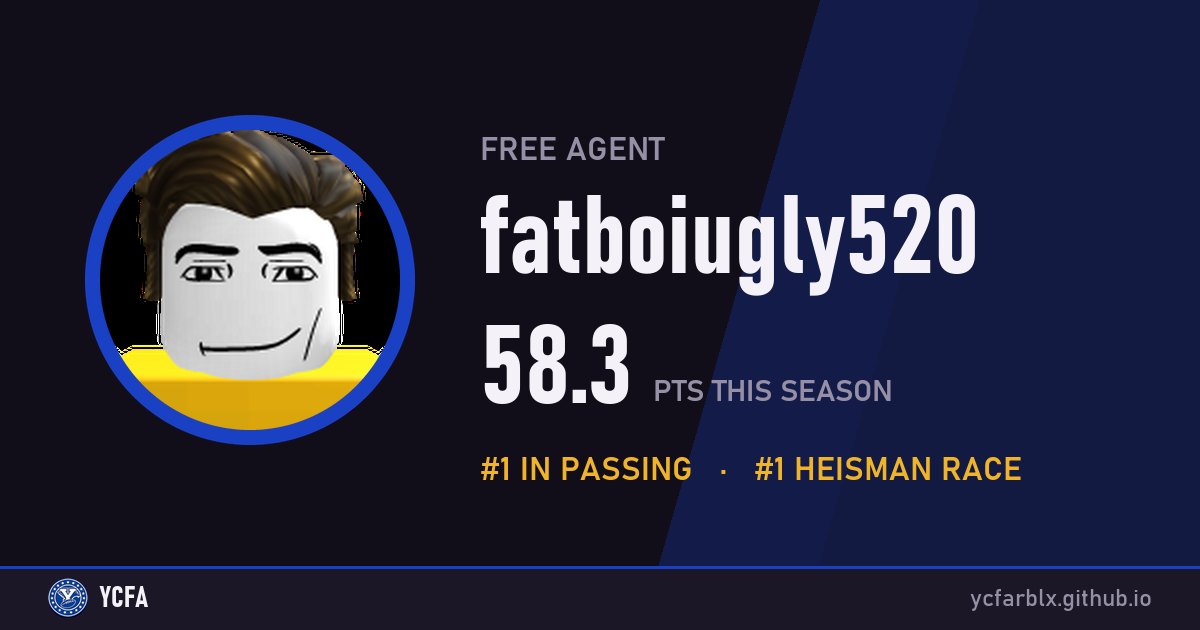 FREE AGENT
fatboiugly520
58.3 PTS THIS SEASON
#1 IN PASSING · #1 HEISMAN RACE
YCFA
ycfarblx.github.io